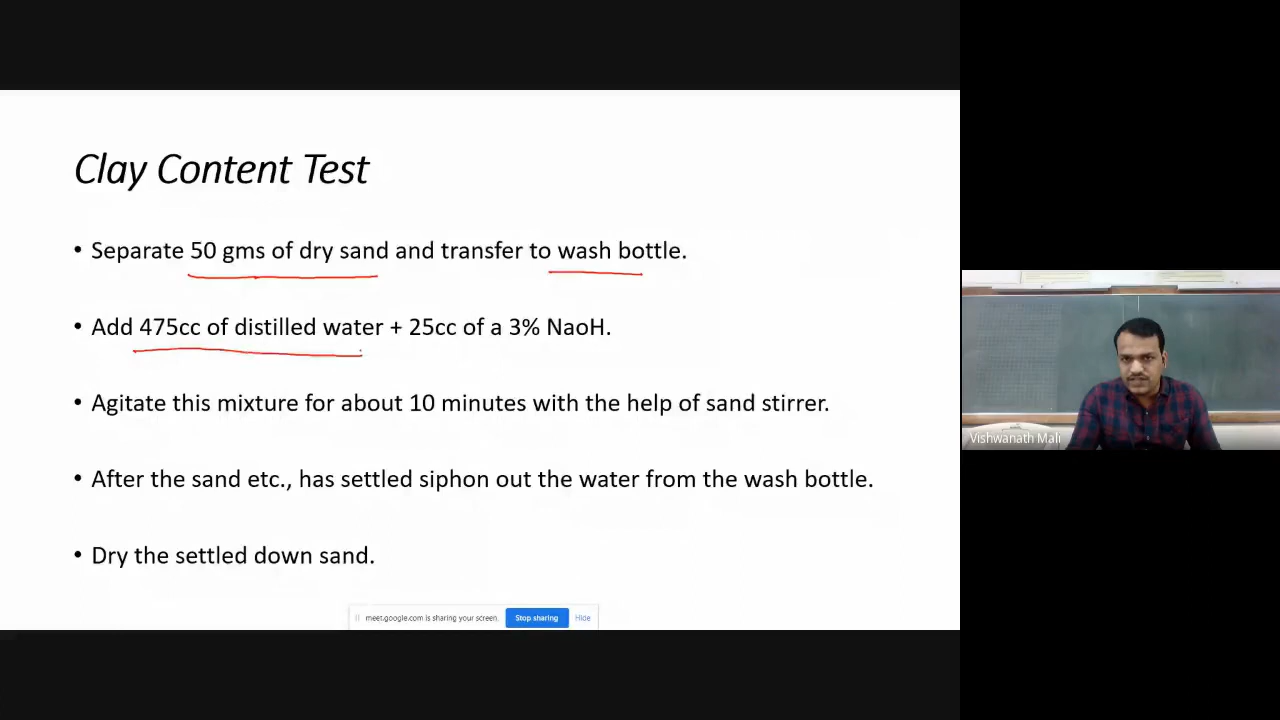 Clay Content Test
• Separate 50 gms of dry sand and transfer to wash bottle.
• Add 475cc of distilled water + 25cc of a 3% NaoH.
• Agitate this mixture for about 10 minutes with the help of sand stirrer.
• After the sand etc., has settled siphon out the water from the wash bottle.
• Dry the settled down sand.
meet.google.com is sharing your screen. Stop sharing Hide
Vishwanath Mali